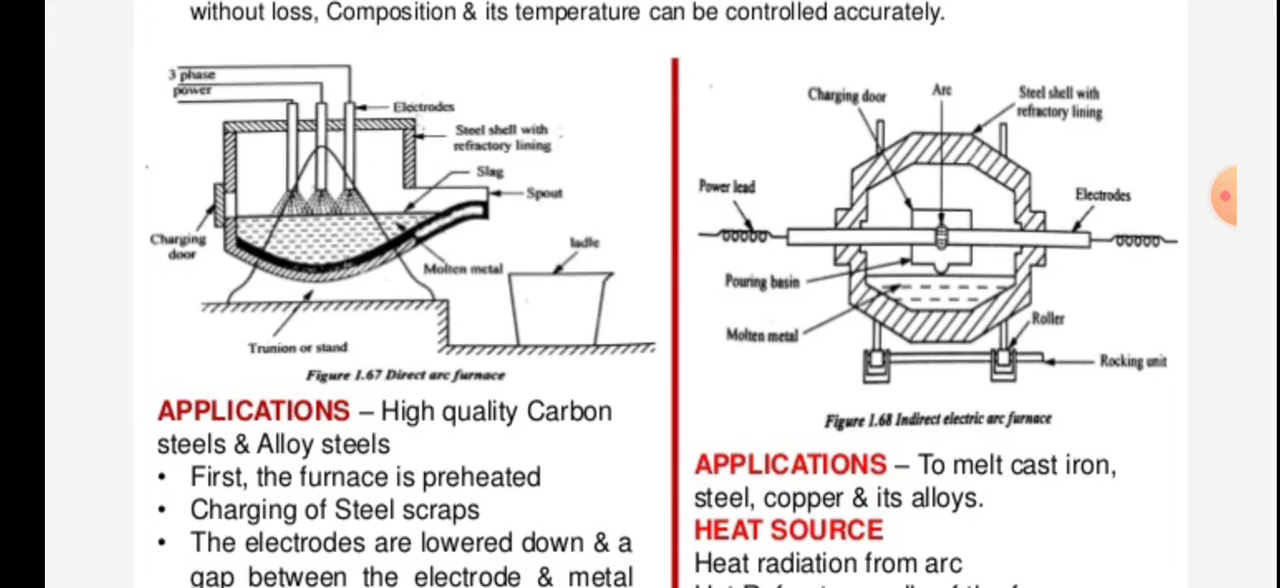 without loss, Composition & its temperature can be controlled accurately.
3 phase
power
Electrodes
Steel shell with
refractory lining
Slag
Spout
Charging
door
ladle
Molten metal
Trunion or stand
Figure 1.67 Direct arc furnace
APPLICATIONS – High quality Carbon
steels & Alloy steels
• First, the furnace is preheated
• Charging of Steel scraps
• The electrodes are lowered down & a
gap between the electrode & metal
Charging door
Arc
Steel shell with
refractory lining
Power lead
Electrodes
Pouring basin
Molten metal
Roller
Rocking unit
Figure 1.68 Indirect electric arc furnace
APPLICATIONS – To melt cast iron,
steel, copper & its alloys.
HEAT SOURCE
Heat radiation from arc